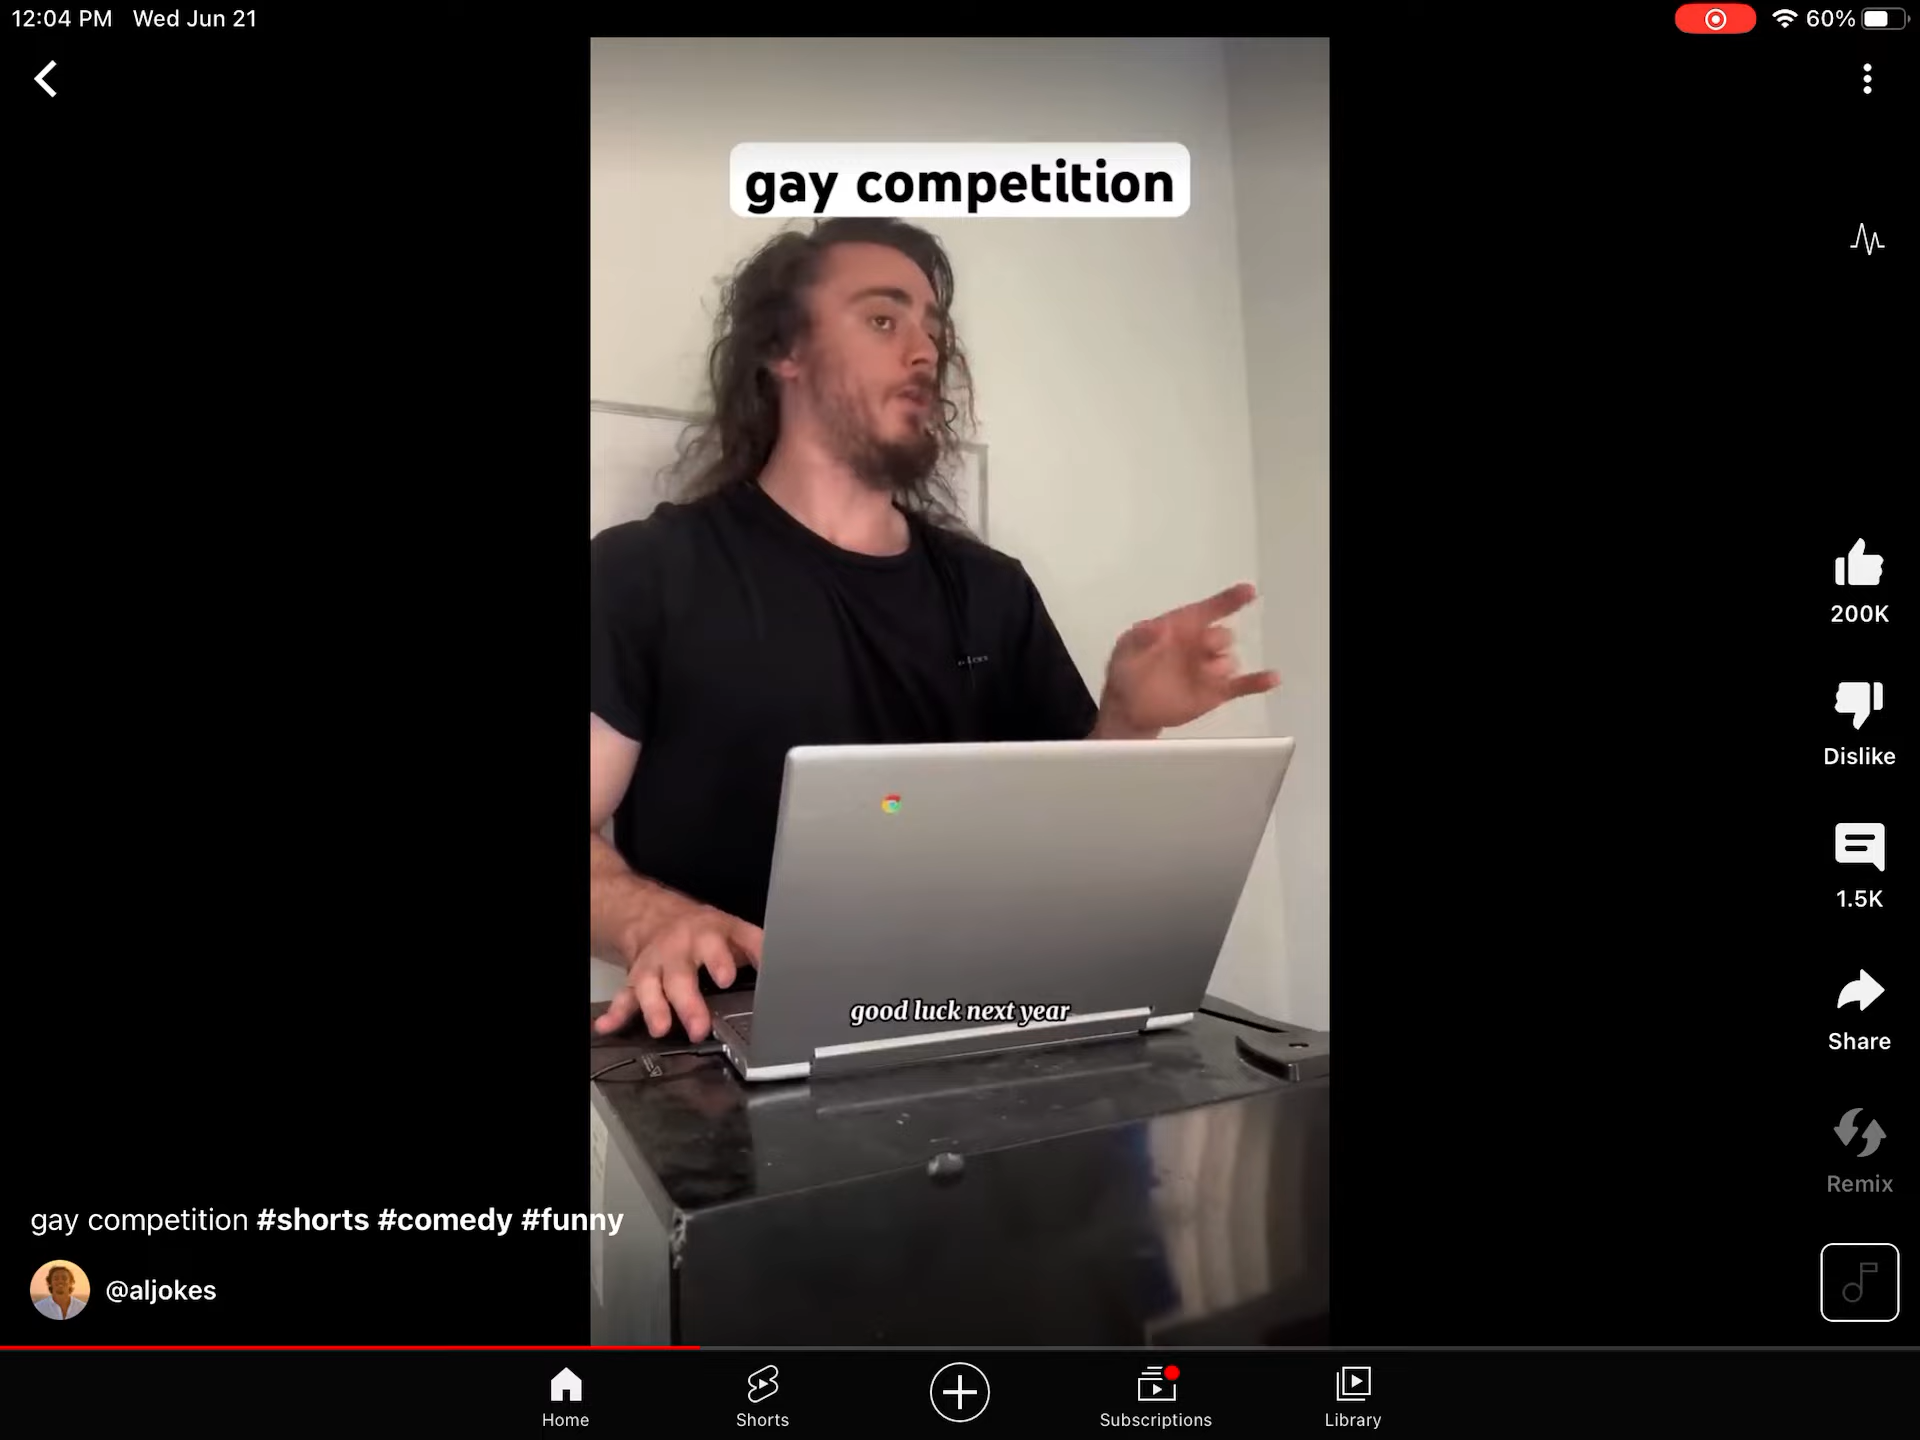 12:04 PM Wed Jun 21
60%
gay competition
200K
Dislike
1.5K
good luck next year
Share
Remix
gay competition #shorts #comedy #funny
@aljokes
Home
Shorts
Subscriptions
Library